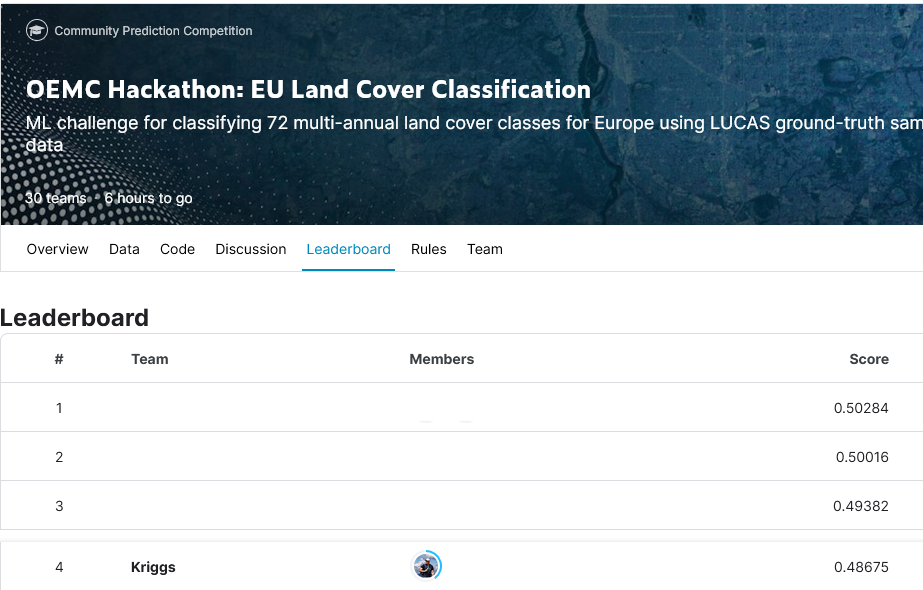 Community Prediction Competition
OEMC Hackathon: EU Land Cover Classification
ML challenge for classifying 72 multi-annual land cover classes for Europe using LUCAS ground-truth sam
data
30 teams · 6 hours to go
Overview Data Code Discussion Leaderboard Rules Team
Leaderboard
# Team Members Score
1 0.50284
2 0.50016
3 0.49382
4 Kriggs 0.48675